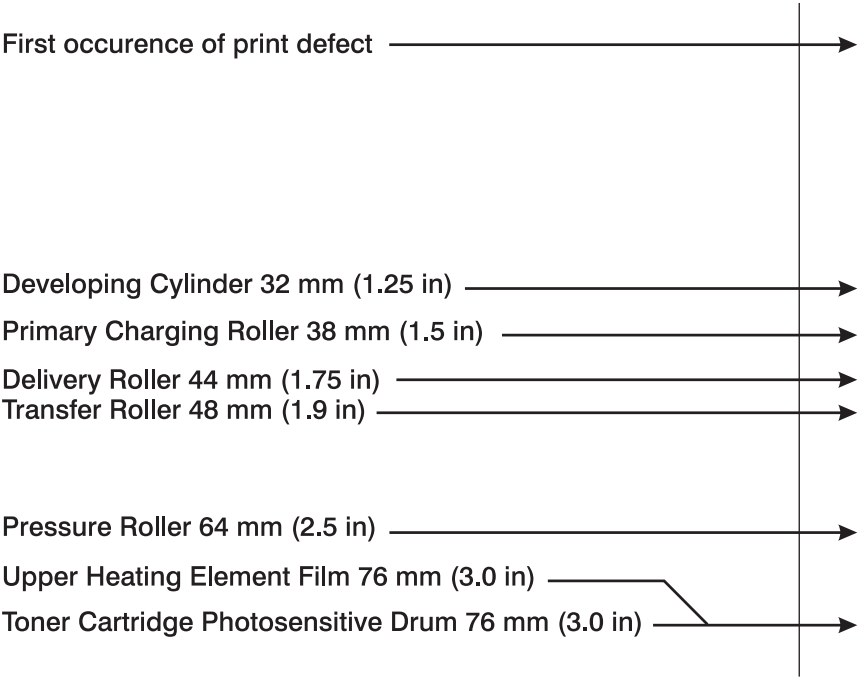 First occurence of print defect
Developing Cylinder 32 mm (1.25 in)
Primary Charging Roller 38 mm (1.5 in)
Delivery Roller 44 mm (1.75 in)
Transfer Roller 48 mm (1.9 in)
Pressure Roller 64 mm (2.5 in)
Upper Heating Element Film 76 mm (3.0 in)
Toner Cartridge Photosensitive Drum 76 mm (3.0 in)